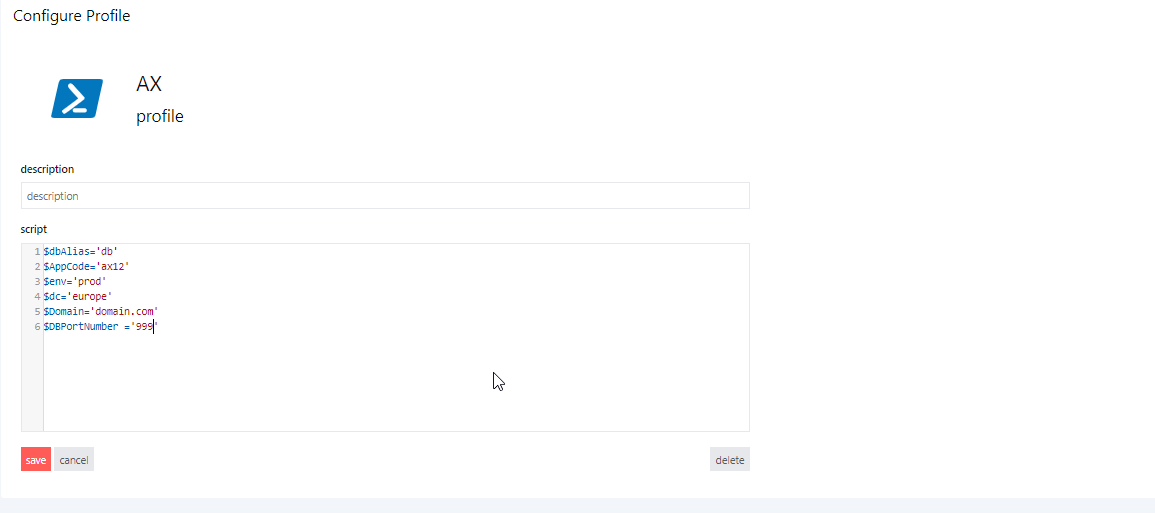 Configure Profile
AX
profile
description
description
script
1 $dbAlias='db'
2 $AppCode='ax12'
3 $env='prod'
4 $dc='europe'
5 $Domain='domain.com'
6 $DBPortNumber ='999'
save cancel delete